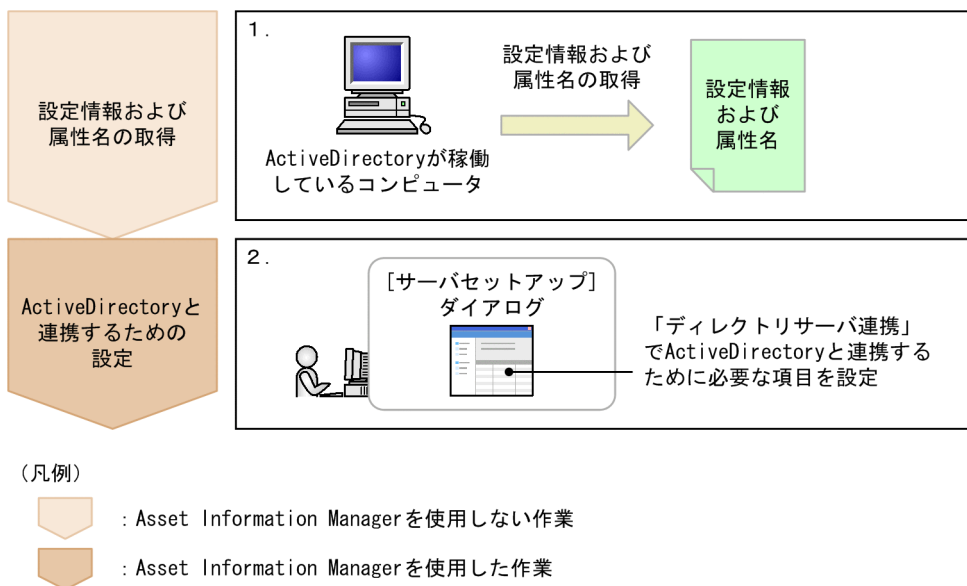 設定情報および
属性名の取得
1.
ActiveDirectoryが稼働
しているコンピュータ
設定情報および
属性名の取得
設定情報
および
属性名
ActiveDirectoryと
連携するための
設定
2.
[サーバセットアップ]
ダイアログ
「ディレクトリサーバ連携」
でActiveDirectoryと連携する
ために必要な項目を設定
(凡例)
:Asset Information Managerを使用しない作業
:Asset Information Managerを使用した作業